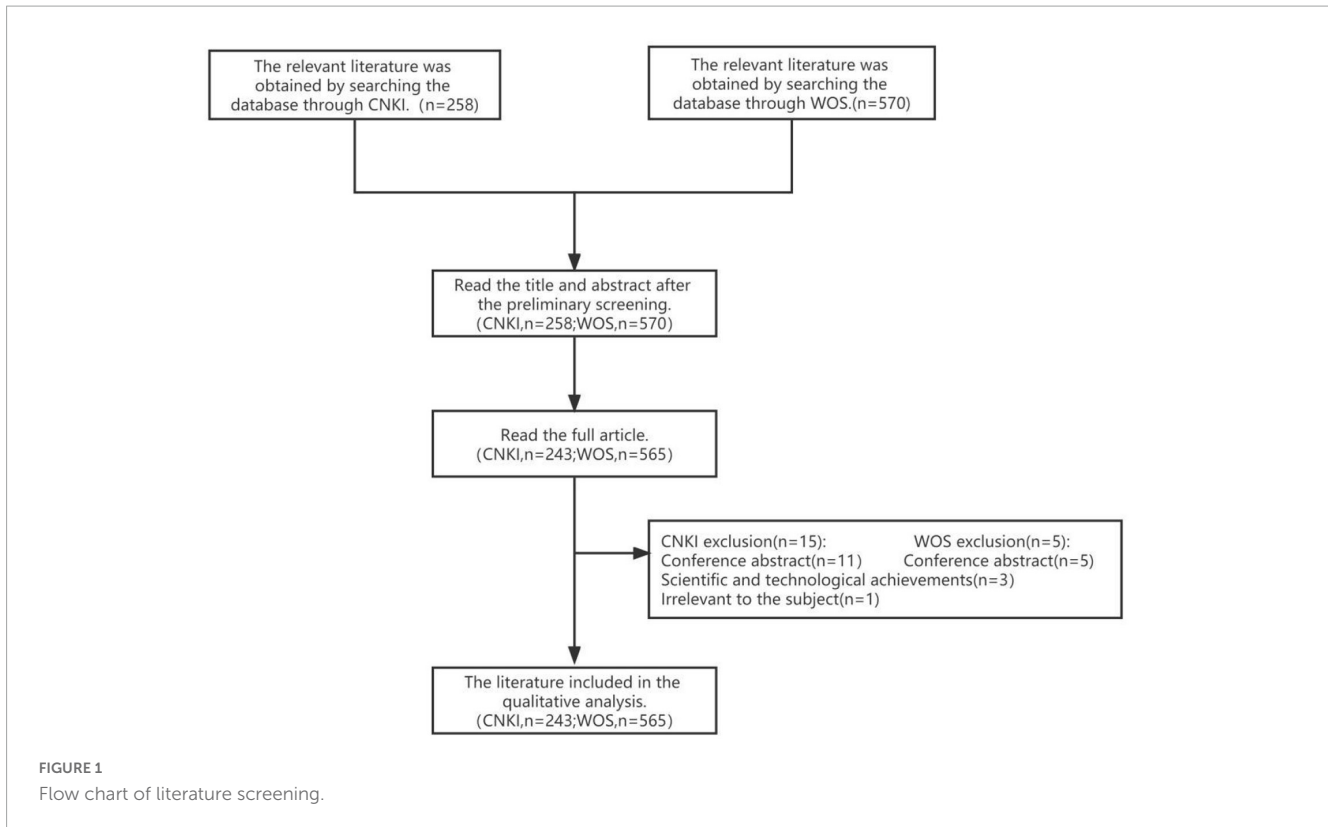 The relevant literature was
obtained by searching the
database through CNKI. (n=258)
The relevant literature was
obtained by searching the
database through WOS.(n=570)
Read the title and abstract after
the preliminary screening.
(CNKI,n=258;WOS,n=570)
Read the full article.
(CNKI,n=243;WOS,n=565)
CNKI exclusion(n=15): WOS exclusion(n=5):
Conference abstract(n=11) Conference abstract(n=5)
Scientific and technological achievements(n=3)
Irrelevant to the subject(n=1)
The literature included in the
qualitative analysis.
(CNKI,n=243;WOS,n=565)
FIGURE 1
Flow chart of literature screening.